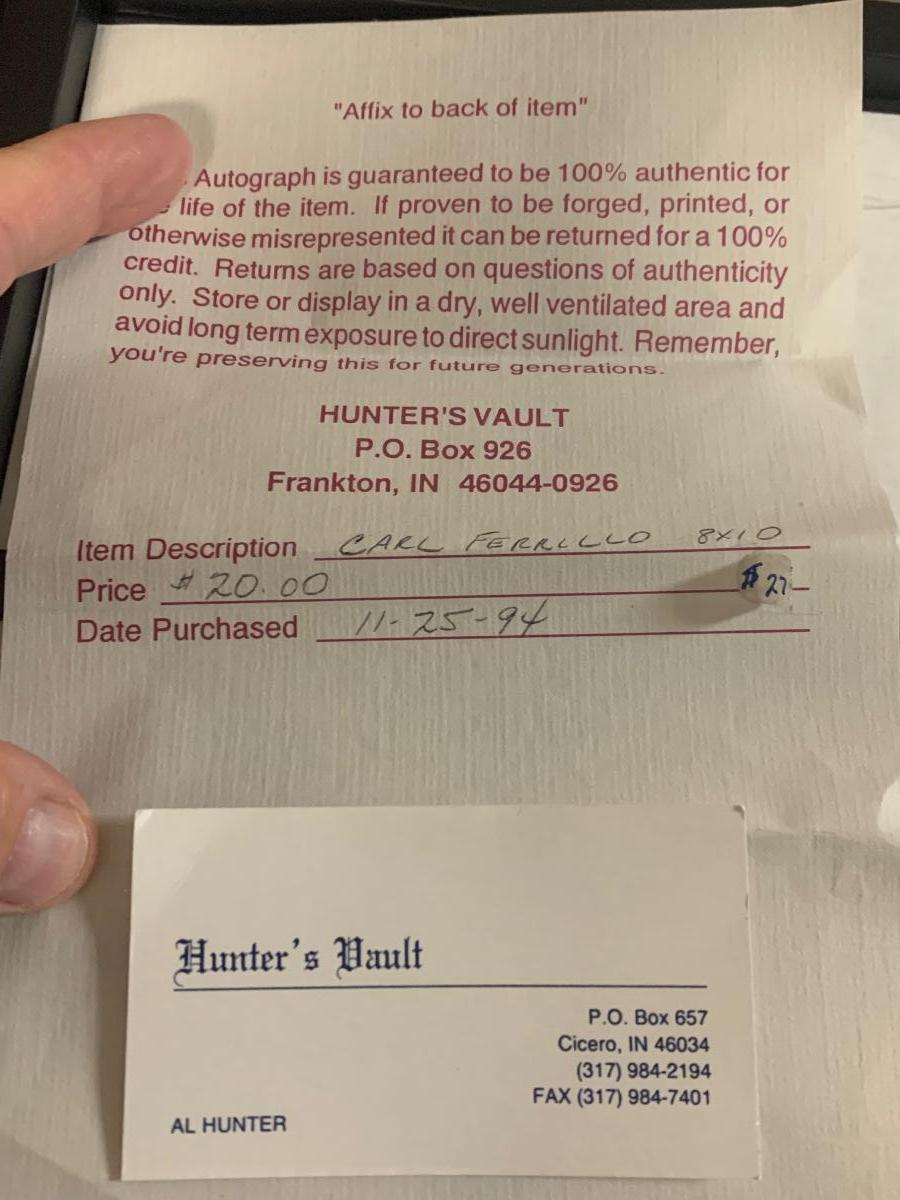 "Affix to back of item"
Autograph is guaranteed to be 100% authentic for
life of the item. If proven to be forged, printed, or
otherwise misrepresented it can be returned for a 100%
credit. Returns are based on questions of authenticity
only. Store or display in a dry, well ventilated area and
avoid long term exposure to direct sunlight. Remember,
you're preserving this for future generations.
HUNTER'S VAULT
P.O. Box 926
Frankton, IN 46044-0926
Item Description CARL FERRILLO 8X10
Price $20.00 $27-
Date Purchased 11-25-94
Hunter's Vault
P.O. Box 657
Cicero, IN 46034
(317) 984-2194
FAX (317) 984-7401
AL HUNTER